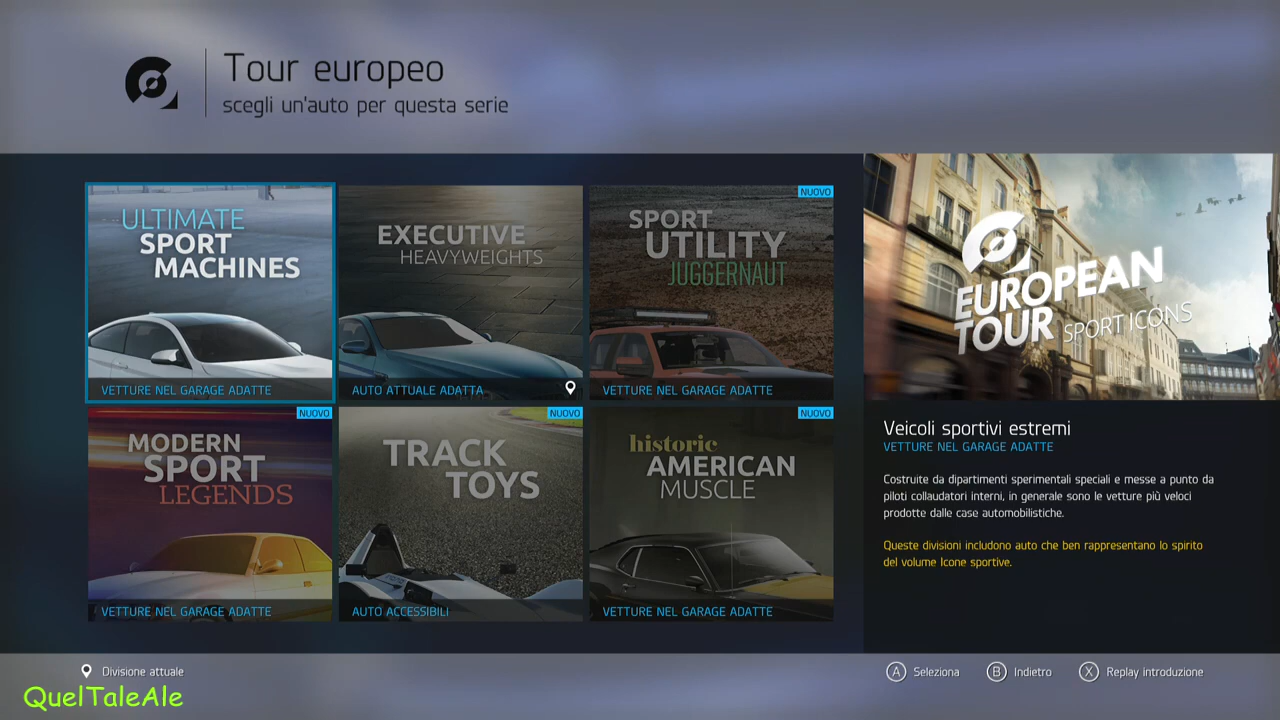 Tour europeo
scegli un'auto per questa serie
ULTIMATE
SPORT
MACHINES
VETTURE NEL GARAGE ADATTE
EXECUTIVE
HEAVYWEIGHTS
AUTO ATTUALE ADATTA
NUOVO
SPORT
UTILITY
JUGGERNAUT
VETTURE NEL GARAGE ADATTE
NUOVO
MODERN
SPORT
LEGENDS
VETTURE NEL GARAGE ADATTE
NUOVO
TRACK
TOYS
AUTO ACCESSIBILI
NUOVO
historic
AMERICAN
MUSCLE
VETTURE NEL GARAGE ADATTE
EUROPEAN
TOUR SPORT ICONS
Veicoli sportivi estremi
VETTURE NEL GARAGE ADATTE
Costruite da dipartimenti sperimentali speciali e messe a punto da
piloti collaudatori interni, in generale sono le vetture più veloci
prodotte dalle case automobilistiche.
Queste divisioni includono auto che ben rappresentano lo spirito
del volume Icone sportive.
Divisione attuale
A Seleziona
B Indietro
X Replay introduzione
QuelTaleAle